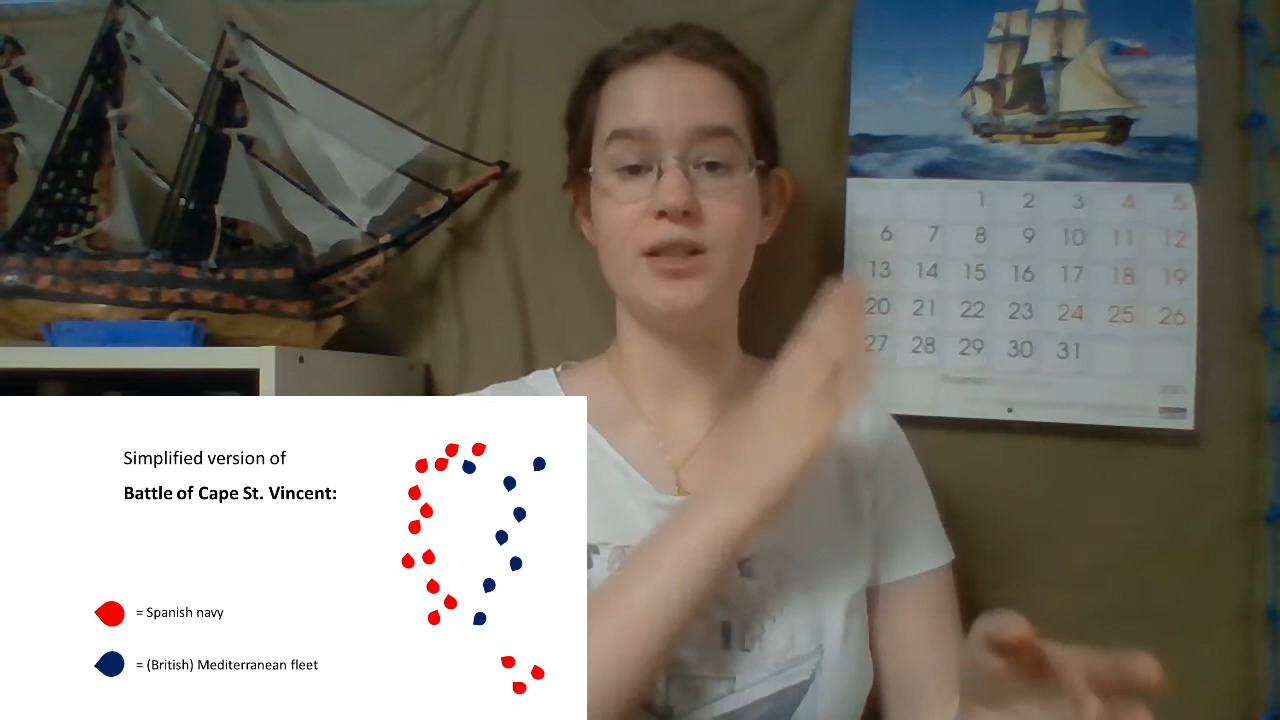 1 2 3 4 5
6 7 8 9 10 11 12
13 14 15 16 17 18 19
20 21 22 23 24 25 26
27 28 29 30 31
Simplified version of
Battle of Cape St. Vincent:
= Spanish navy
= (British) Mediterranean fleet